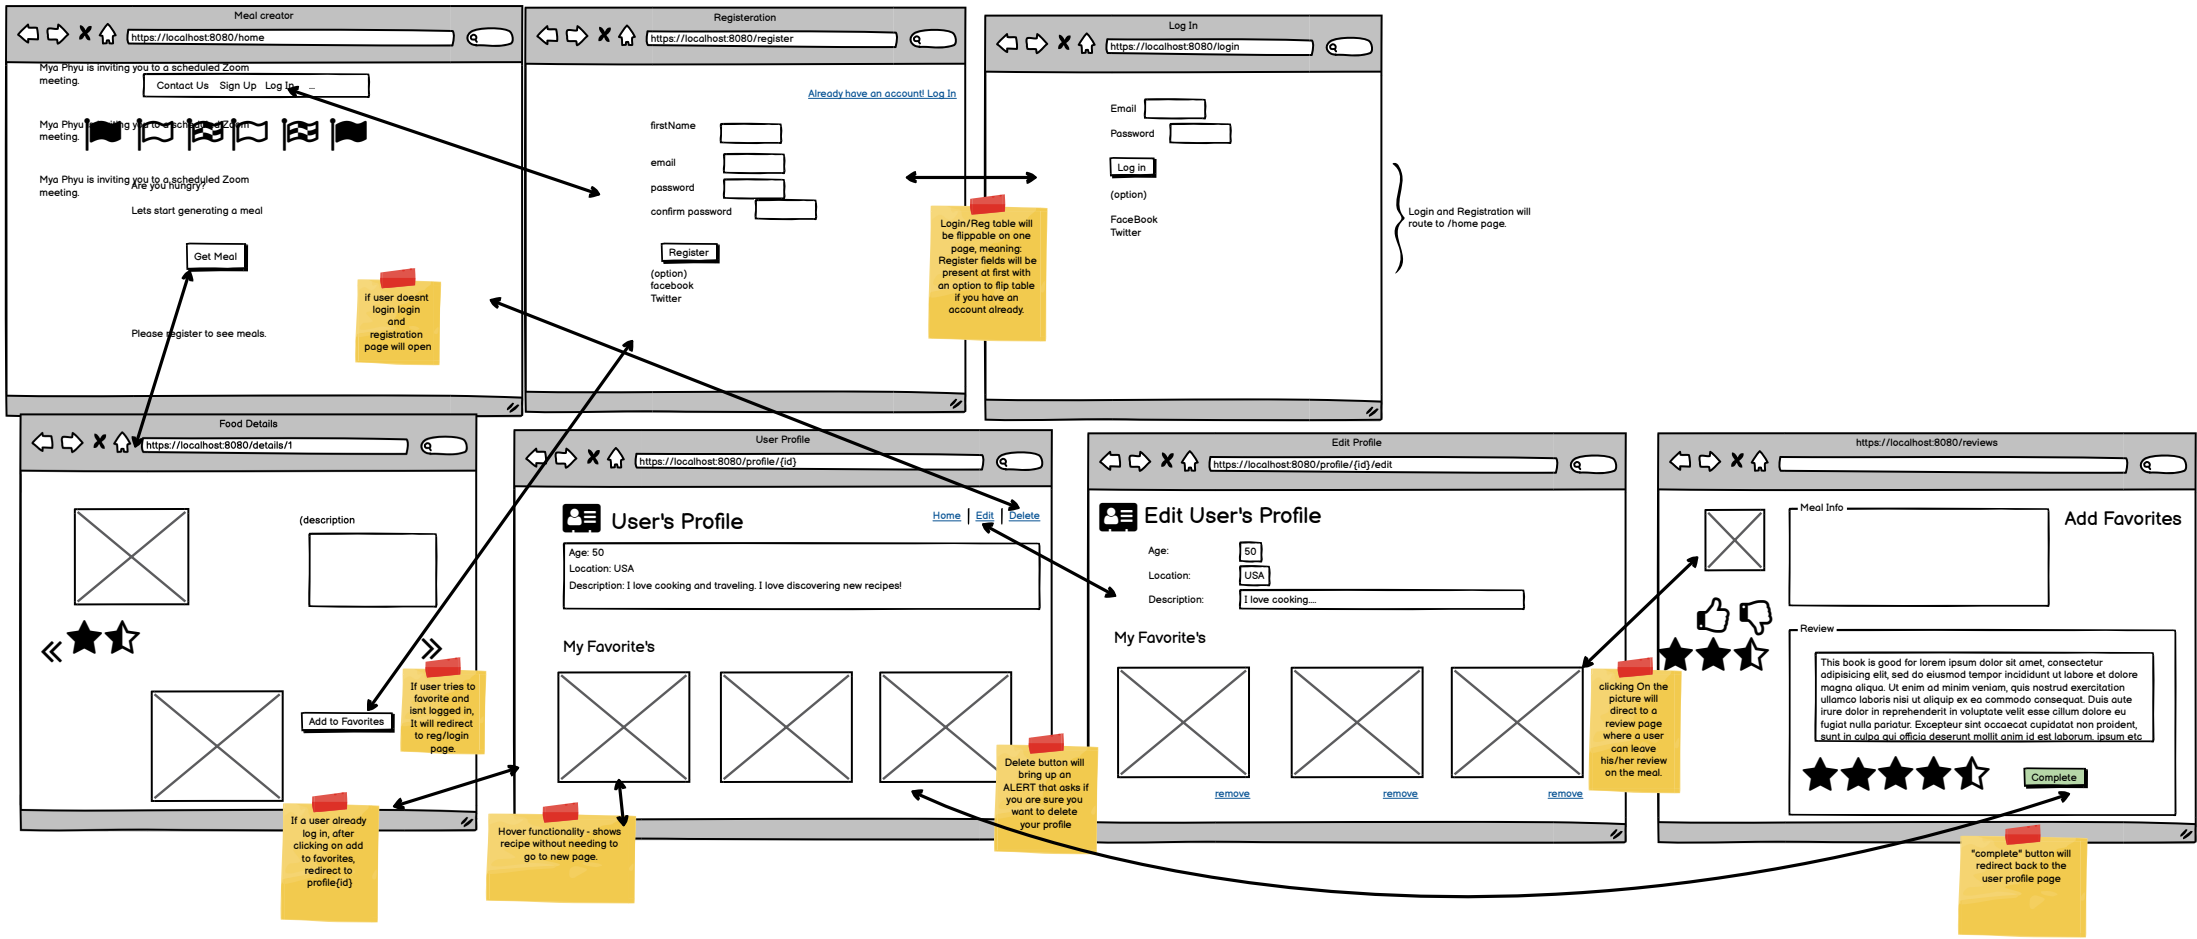 Meal creator
https://localhost:8080/home
Mya Phyu is inviting you to a scheduled Zoom
meeting.
Contact Us Sign Up Log In ...
Mya Phyu is inviting you to a scheduled Zoom
meeting.
Mya Phyu is inviting you to a scheduled Zoom
meeting.
Are you hungry?
Lets start generating a meal
Get Meal
if user doesnt
login login
and
registration
page will open
Please register to see meals.
Registeration
https://localhost:8080/register
Already have an account! Log In
firstName
email
password
confirm password
Register
(option)
facebook
Twitter
Login/Reg table will
be flippable on one
page, meaning:
Register fields will be
present at first with
an option to flip table
if you have an
account already.
Log In
https://localhost:8080/login
Email
Password
Log in
(option)
FaceBook
Twitter
Login and Registration will
route to /home page.
Food Details
https://localhost:8080/details/1
(description
Add to Favorites
If user tries to
favorite and
isnt logged in,
It will redirect
to reg/login
page.
If a user already
log in, after
clicking on add
to favorites,
redirect to
profile{id}
User Profile
https://localhost:8080/profile/{id}
User's Profile
Home | Edit | Delete
Age: 50
Location: USA
Description: I love cooking and traveling. I love discovering new recipes!
My Favorite's
Hover functionality - shows
recipe without needing to
go to new page.
Delete button will
bring up an
ALERT that asks if
you are sure you
want to delete
your profile
Edit Profile
https://localhost:8080/profile/{id}/edit
Edit User's Profile
Age: 50
Location: USA
Description: I love cooking....
My Favorite's
remove
remove
remove
clicking On the
picture will
direct to a
review page
where a user
can leave
his/her review
on the meal.
https://localhost:8080/reviews
Meal Info
Add Favorites
Review
This book is good for lorem ipsum dolor sit amet, consectetur
adipisicing elit, sed do eiusmod tempor incididunt ut labore et dolore
magna aliqua. Ut enim ad minim veniam, quis nostrud exercitation
ullamco laboris nisi ut aliquip ex ea commodo consequat. Duis aute
irure dolor in reprehenderit in voluptate velit esse cillum dolore eu
fugiat nulla pariatur. Excepteur sint occaecat cupidatat non proident,
sunt in culpa qui officia deserunt mollit anim id est laborum. ipsum etc
Complete
"complete" button will
redirect back to the
user profile page